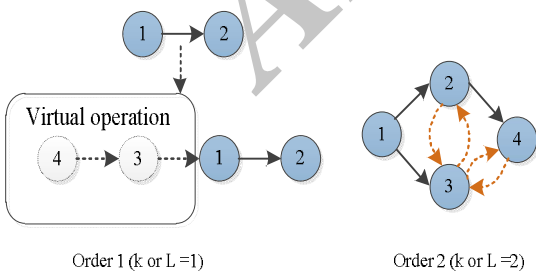 1 2
Virtual operation
4 3 1 2
2
1 4
3
Order 1 (k or L =1) Order 2 (k or L =2)